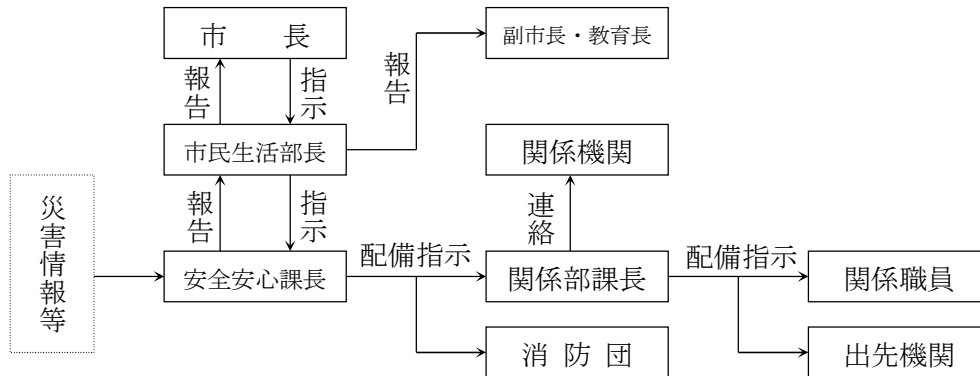 市　長
副市長・教育長
報告
指示
報告
市民生活部長
関係機関
災害情報等
報告
指示
連絡
安全安心課長
配備指示
関係部課長
配備指示
関係職員
消防団
出先機関